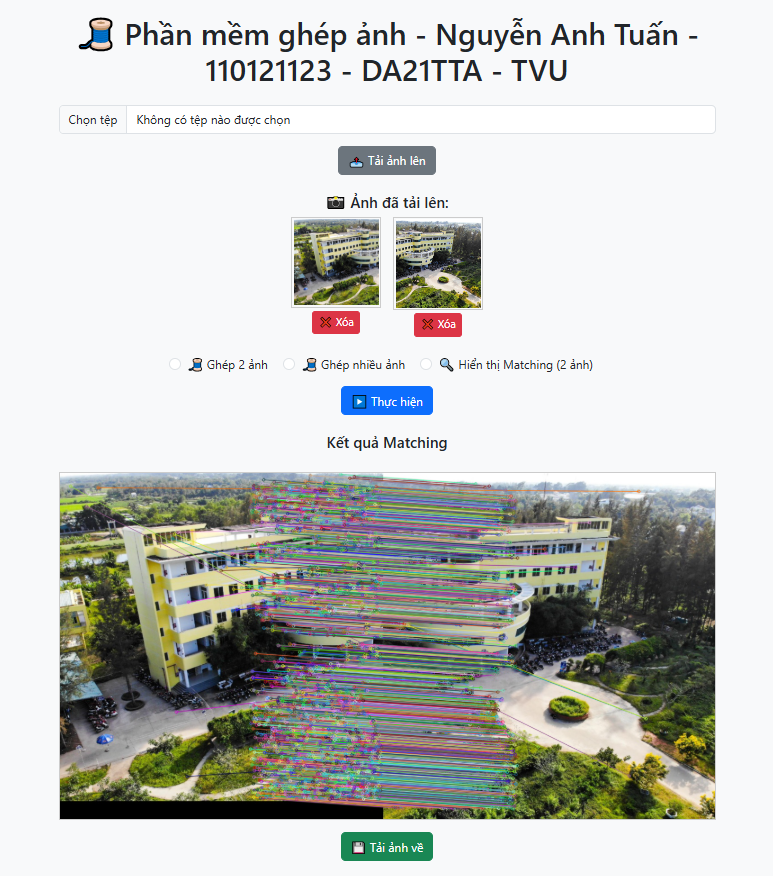 Phần mềm ghép ảnh - Nguyễn Anh Tuấn -
110121123 - DA21TTA - TVU
Chọn tệp Không có tệp nào được chọn
Tải ảnh lên
Ảnh đã tải lên:
Xóa Xóa
Ghép 2 ảnh Ghép nhiều ảnh Hiển thị Matching (2 ảnh)
Thực hiện
Kết quả Matching
Tải ảnh về